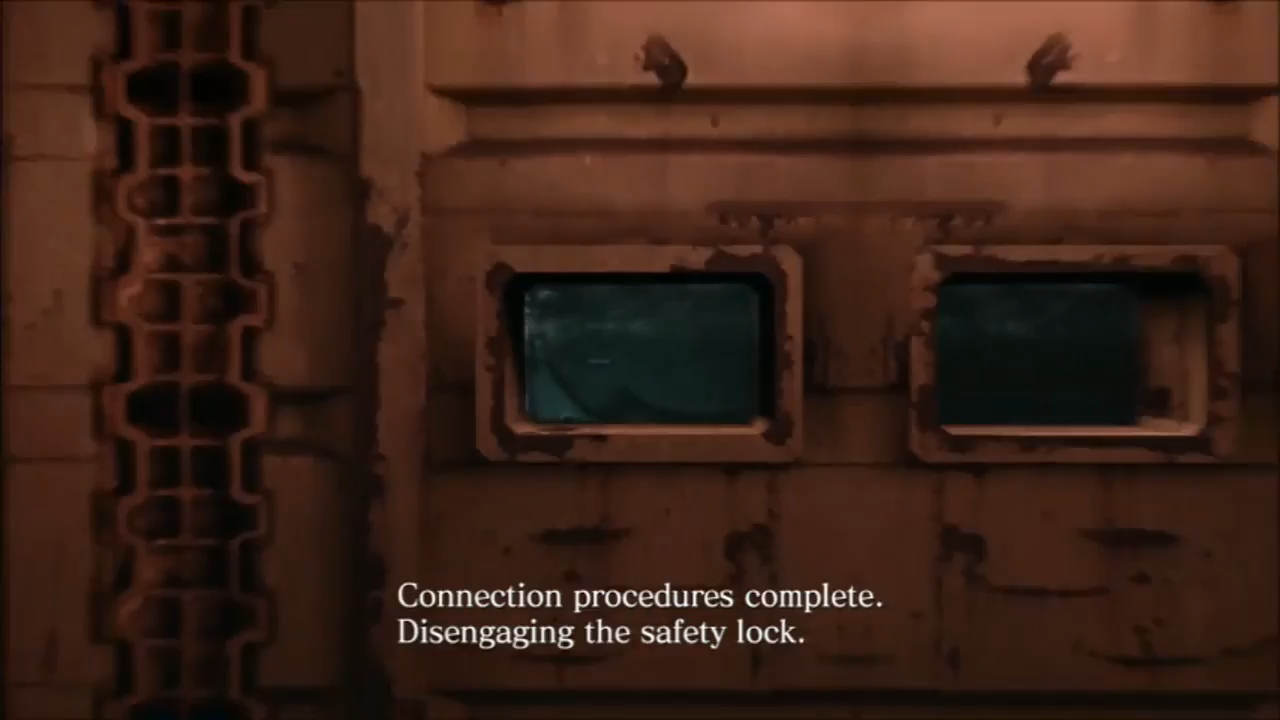 Connection procedures complete.
Disengaging the safety lock.